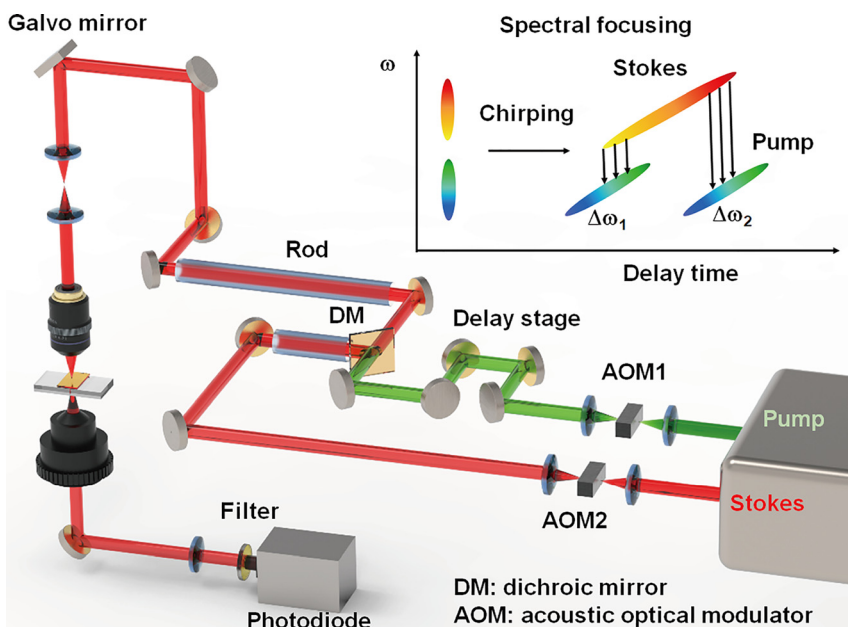 Galvo mirror
Spectral focusing
ω
Stokes
Chirping
Pump
Δω1
Δω2
Delay time
Rod
DM
Delay stage
AOM1
Pump
Stokes
AOM2
Filter
Photodiode
DM: dichroic mirror
AOM: acoustic optical modulator